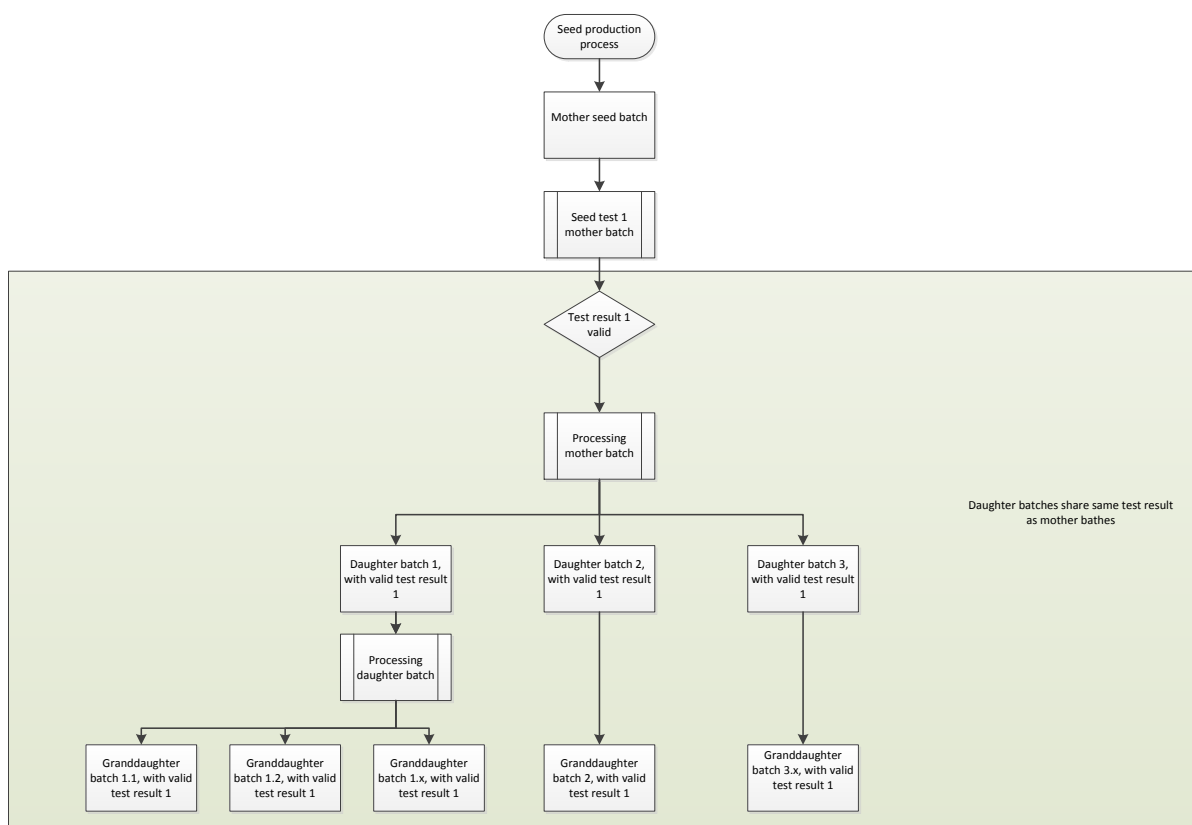 Seed production
process
Mother seed batch
Seed test 1
mother batch
Test result 1
valid
Processing
mother batch
Daughter batches share same test result
as mother bathes
Daughter batch 1,
with valid test result
1
Daughter batch 2,
with valid test result
1
Daughter batch 3,
with valid test result
1
Processing
daughter batch
Granddaughter
batch 1.1, with valid
test result 1
Granddaughter
batch 1.2, with valid
test result 1
Granddaughter
batch 1.x, with valid
test result 1
Granddaughter
batch 2, with valid
test result 1
Granddaughter
batch 3.x, with valid
test result 1